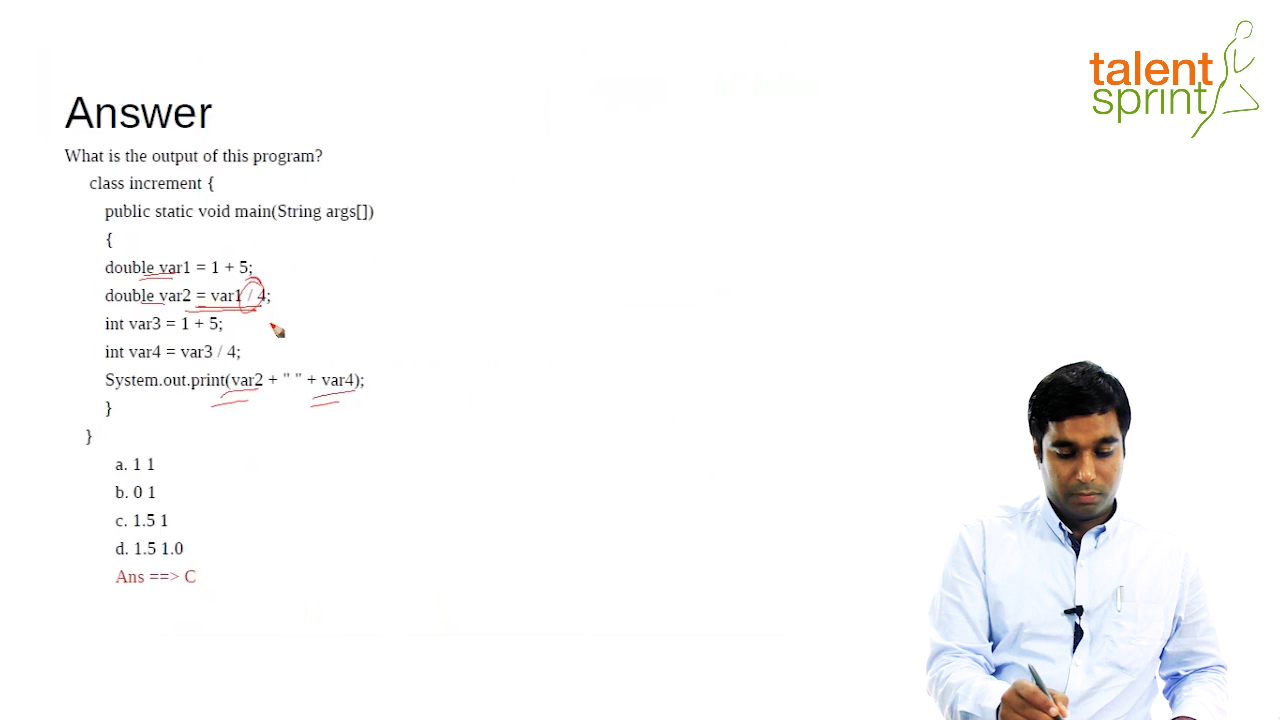 talent
sprint
Answer
What is the output of this program?
class increment {
public static void main(String args[])
{
double var1 = 1 + 5;
double var2 = var1 / 4;
int var3 = 1 + 5;
int var4 = var3 / 4;
System.out.print(var2 + " " + var4);
}
}
a. 1 1
b. 0 1
c. 1.5 1
d. 1.5 1.0
Ans ==> C